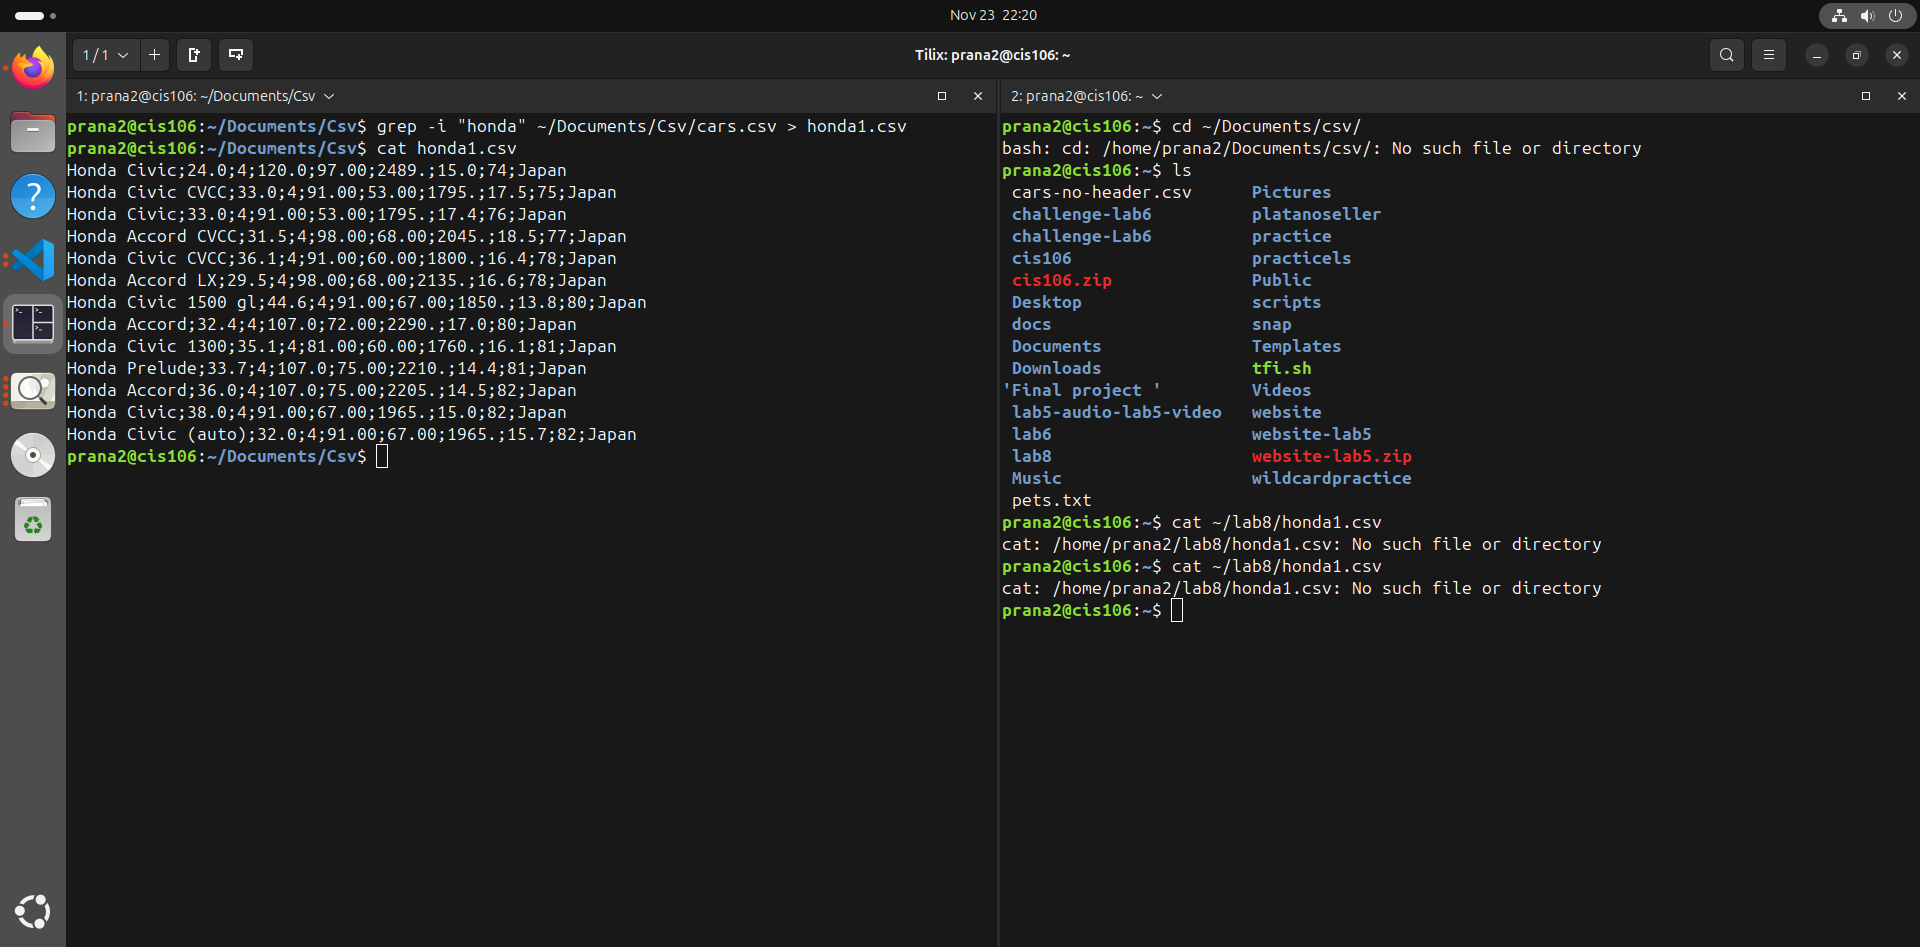 Nov 23 22:20
1 / 1
Tilix: prana2@cis106: ~
1: prana2@cis106: ~/Documents/Csv
prana2@cis106:~/Documents/Csv$ grep -i "honda" ~/Documents/Csv/cars.csv > honda1.csv
prana2@cis106:~/Documents/Csv$ cat honda1.csv
Honda Civic;24.0;4;120.0;97.00;2489.;15.0;74;Japan
Honda Civic CVCC;33.0;4;91.00;53.00;1795.;17.5;75;Japan
Honda Civic;33.0;4;91.00;53.00;1795.;17.4;76;Japan
Honda Accord CVCC;31.5;4;98.00;68.00;2045.;18.5;77;Japan
Honda Civic CVCC;36.1;4;91.00;60.00;1800.;16.4;78;Japan
Honda Accord LX;29.5;4;98.00;68.00;2135.;16.6;78;Japan
Honda Civic 1500 gl;44.6;4;91.00;67.00;1850.;13.8;80;Japan
Honda Accord;32.4;4;107.0;72.00;2290.;17.0;80;Japan
Honda Civic 1300;35.1;4;81.00;60.00;1760.;16.1;81;Japan
Honda Prelude;33.7;4;107.0;75.00;2210.;14.4;81;Japan
Honda Accord;36.0;4;107.0;75.00;2205.;14.5;82;Japan
Honda Civic;38.0;4;91.00;67.00;1965.;15.0;82;Japan
Honda Civic (auto);32.0;4;91.00;67.00;1965.;15.7;82;Japan
prana2@cis106:~/Documents/Csv$
2: prana2@cis106: ~
prana2@cis106:~$ cd ~/Documents/csv/
bash: cd: /home/prana2/Documents/csv/: No such file or directory
prana2@cis106:~$ ls
cars-no-header.csv Pictures
challenge-lab6 platanoseller
challenge-Lab6 practice
cis106 practicels
cis106.zip Public
Desktop scripts
docs snap
Documents Templates
Downloads tfi.sh
'Final project ' Videos
lab5-audio-lab5-video website
lab6 website-lab5
lab8 website-lab5.zip
Music wildcardpractice
pets.txt
prana2@cis106:~$ cat ~/lab8/honda1.csv
cat: /home/prana2/lab8/honda1.csv: No such file or directory
prana2@cis106:~$ cat ~/lab8/honda1.csv
cat: /home/prana2/lab8/honda1.csv: No such file or directory
prana2@cis106:~$